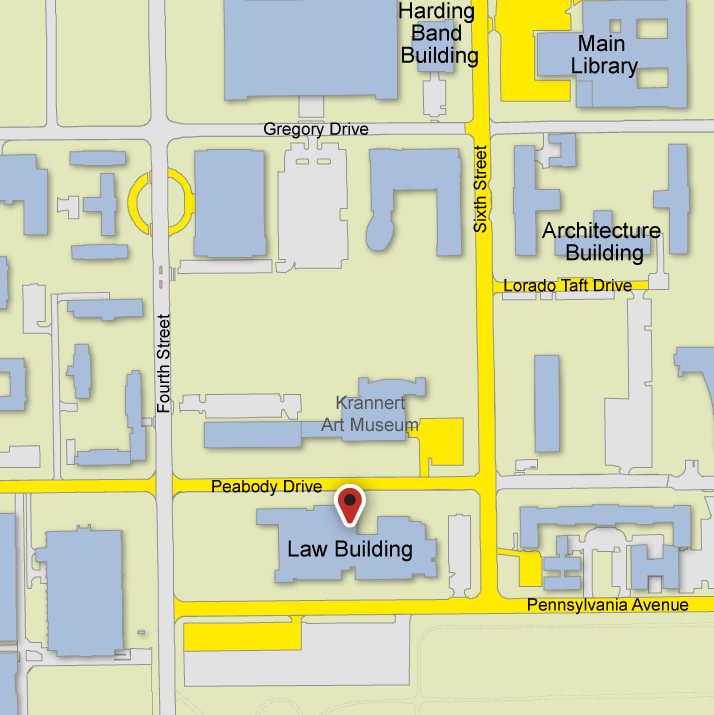 Harding
Band
Building
Main
Library
Gregory Drive
Sixth Street
Architecture
Building
Lorado Taft Drive
Fourth Street
Krannert
Art Museum
Peabody Drive
Law Building
Pennsylvania Avenue